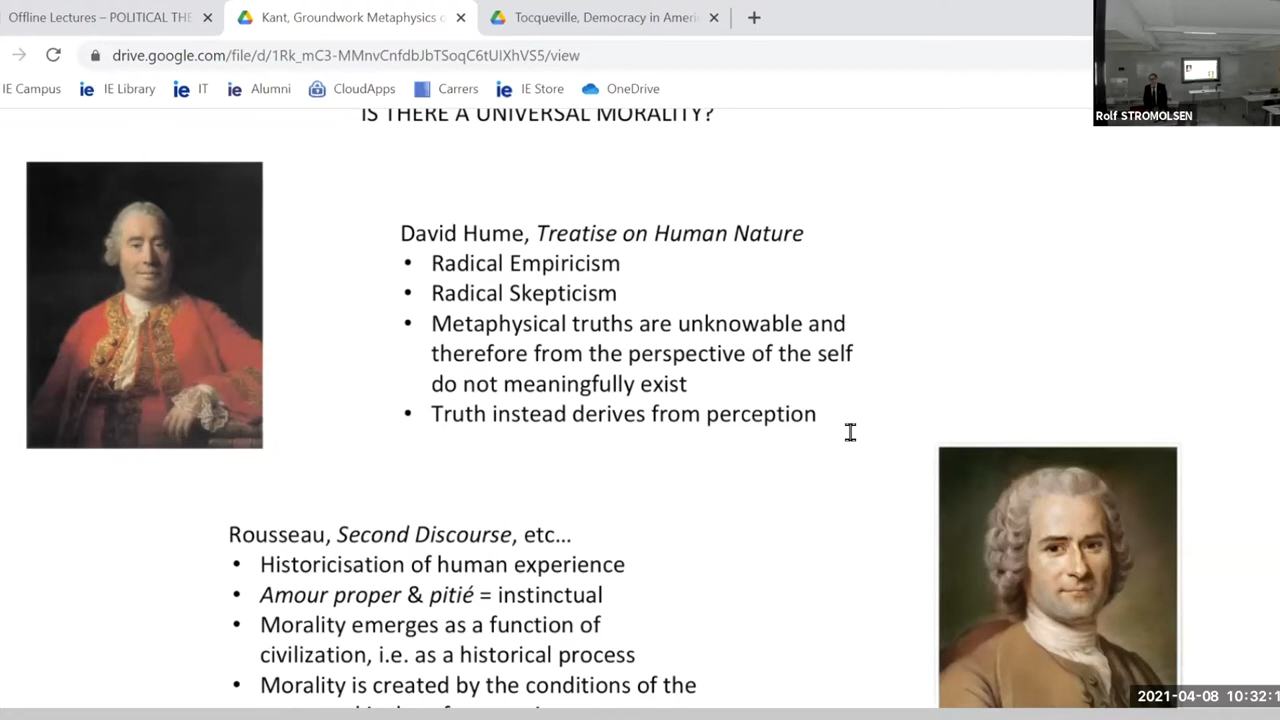 Offline Lectures – POLITICAL THE
Kant, Groundwork Metaphysics
Tocqueville, Democracy in Ameri
drive.google.com/file/d/1Rk_mC3-MMnvCnfdbJbTSoqC6tUIXhVS5/view
IE Campus
IE Library
IT
Alumni
CloudApps
Carrers
IE Store
OneDrive
Rolf STROMOLSEN
IS THERE A UNIVERSAL MORALITY?
David Hume, Treatise on Human Nature
• Radical Empiricism
• Radical Skepticism
• Metaphysical truths are unknowable and
therefore from the perspective of the self
do not meaningfully exist
• Truth instead derives from perception
Rousseau, Second Discourse, etc…
• Historicisation of human experience
• Amour proper & pitié = instinctual
• Morality emerges as a function of
civilization, i.e. as a historical process
• Morality is created by the conditions of the
2021-04-08 10:32:1